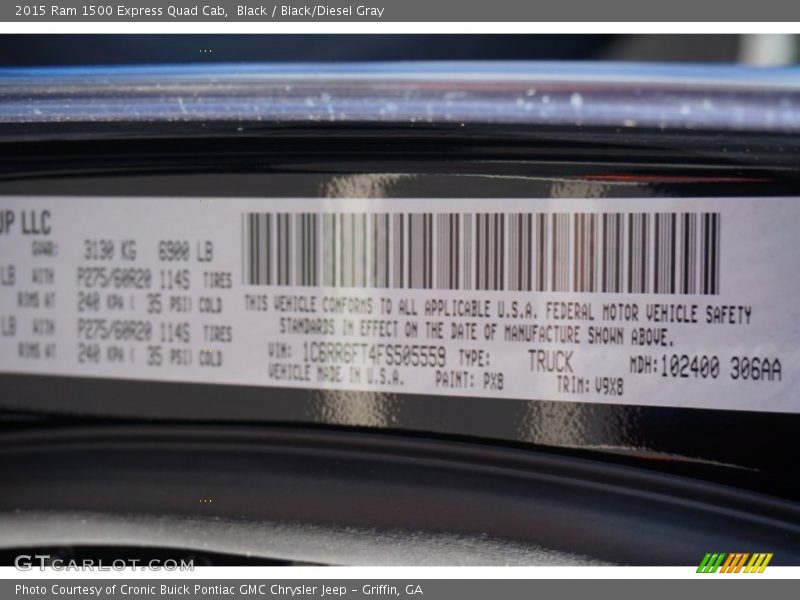 2015 Ram 1500 Express Quad Cab,  Black / Black/Diesel Gray
UP LLC
GVWR: 3130 KG 6900 LB
LB WITH P275/60R20 114S TIRES
RIMS AT 240 KPA ( 35 PSI) COLD
LB WITH P275/60R20 114S TIRES
RIMS AT 240 KPA ( 35 PSI) COLD
THIS VEHICLE CONFORMS TO ALL APPLICABLE U.S.A. FEDERAL MOTOR VEHICLE SAFETY
STANDARDS IN EFFECT ON THE DATE OF MANUFACTURE SHOWN ABOVE.
VIN: 1C6RR6FT4FS505559 TYPE: TRUCK MDH:102400 306AA
VEHICLE MADE IN U.S.A. PAINT: PX8 TRIM: V9X8
GTCARLOT.COM
Photo Courtesy of Cronic Buick Pontiac GMC Chrysler Jeep – Griffin, GA